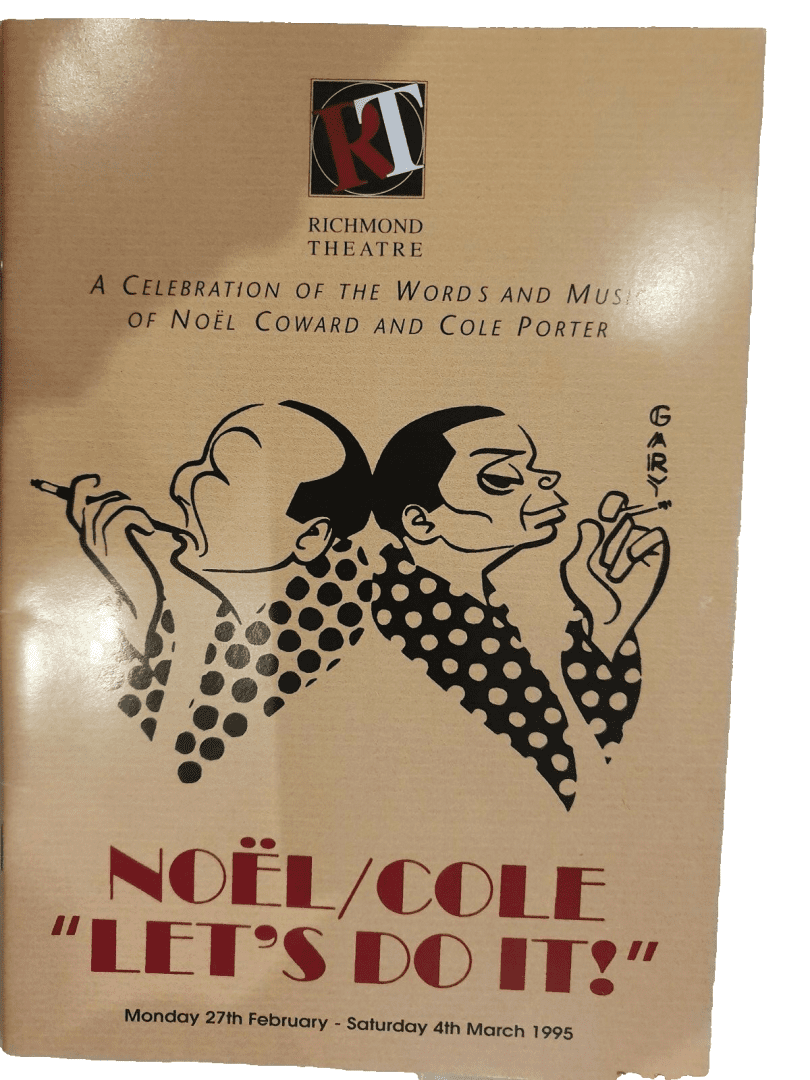 RT
RICHMOND
THEATRE
A CELEBRATION OF THE WORDS AND MUSIC
OF NOËL COWARD AND COLE PORTER
GARY
NOËL/COLE
"LET'S DO IT!"
Monday 27th February - Saturday 4th March 1995